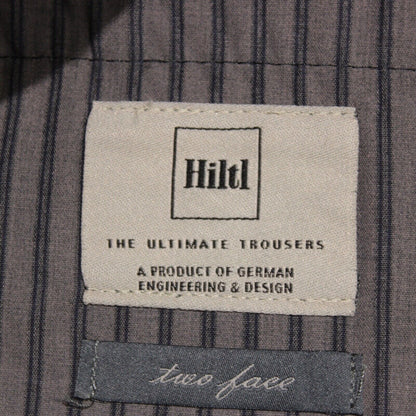 Hiltl
THE ULTIMATE TROUSERS
A PRODUCT OF GERMAN
ENGINEERING & DESIGN
two face